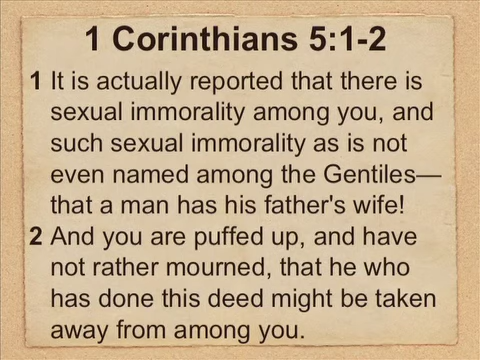 1 Corinthians 5:1-2
1 It is actually reported that there is
sexual immorality among you, and
such sexual immorality as is not
even named among the Gentiles—
that a man has his father's wife!
2 And you are puffed up, and have
not rather mourned, that he who
has done this deed might be taken
away from among you.